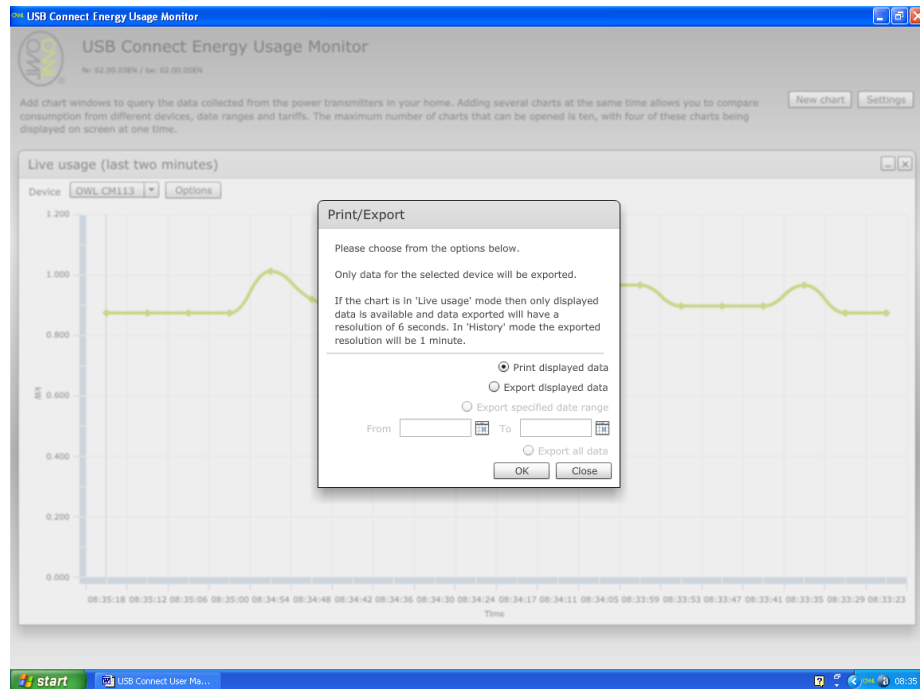 OWL USB Connect Energy Usage Monitor
OWL
USB Connect Energy Usage Monitor
Add chart windows to query the data collected from the power transmitters in your home. Adding several charts at the same time allows you to compare
consumption from different devices, date ranges and tariffs. The maximum number of charts that can be opened is ten, with four of these charts being
displayed on screen at one time.
New chart Settings
Live usage (last two minutes)
Device OWL CM113 Options
1.200
1.000
0.800
kW
0.600
0.400
0.200
0.000
08:35:18 08:35:12 08:35:06 08:35:00 08:34:54 08:34:48 08:34:42 08:34:36 08:34:30 08:34:24 08:34:17 08:34:11 08:34:05 08:33:59 08:33:53 08:33:47 08:33:41 08:33:35 08:33:29 08:33:23
Time
Print/Export
Please choose from the options below.
Only data for the selected device will be exported.
If the chart is in 'Live usage' mode then only displayed
data is available and data exported will have a
resolution of 6 seconds. In 'History' mode the exported
resolution will be 1 minute.
Print displayed data
Export displayed data
Export specified date range
From To
Export all data
OK Close
start USB Connect User Ma... 08:35